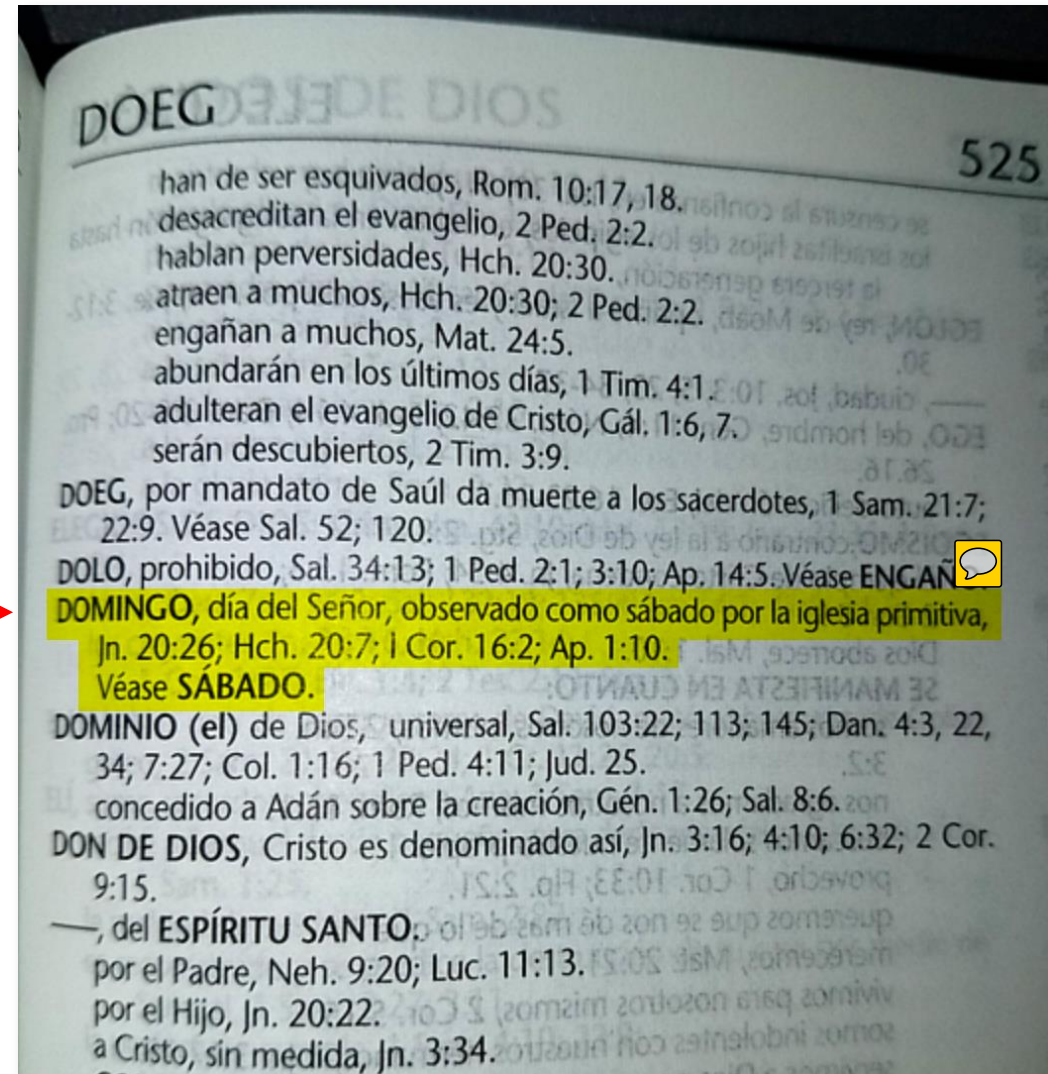 DOEG
525
han de ser esquivados, Rom. 10:17, 18.
desacreditan el evangelio, 2 Ped. 2:2.
hablan perversidades, Hch. 20:30.
atraen a muchos, Hch. 20:30; 2 Ped. 2:2.
engañan a muchos, Mat. 24:5.
abundarán en los últimos días, 1 Tim. 4:1.
adulteran el evangelio de Cristo, Gál. 1:6, 7.
serán descubiertos, 2 Tim. 3:9.
DOEG, por mandato de Saúl da muerte a los sacerdotes, 1 Sam. 21:7;
22:9. Véase Sal. 52; 120.
DOLO, prohibido, Sal. 34:13; 1 Ped. 2:1; 3:10; Ap. 14:5. Véase
DOMINGO, día del Señor, observado como sábado por la iglesia primitiva,
Jn. 20:26; Hch. 20:7; I Cor. 16:2; Ap. 1:10.
Véase SÁBADO.
DOMINIO (el) de Dios, universal, Sal. 103:22; 113; 145; Dan. 4:3, 22,
34; 7:27; Col. 1:16; 1 Ped. 4:11; Jud. 25.
concedido a Adán sobre la creación, Gén. 1:26; Sal. 8:6.
DON DE DIOS, Cristo es denominado así, Jn. 3:16; 4:10; 6:32; 2 Cor.
9:15.
—, del ESPÍRITU SANTO.
por el Padre, Neh. 9:20; Luc. 11:13.
por el Hijo, Jn. 20:22.
a Cristo, sin medida, Jn. 3:34.